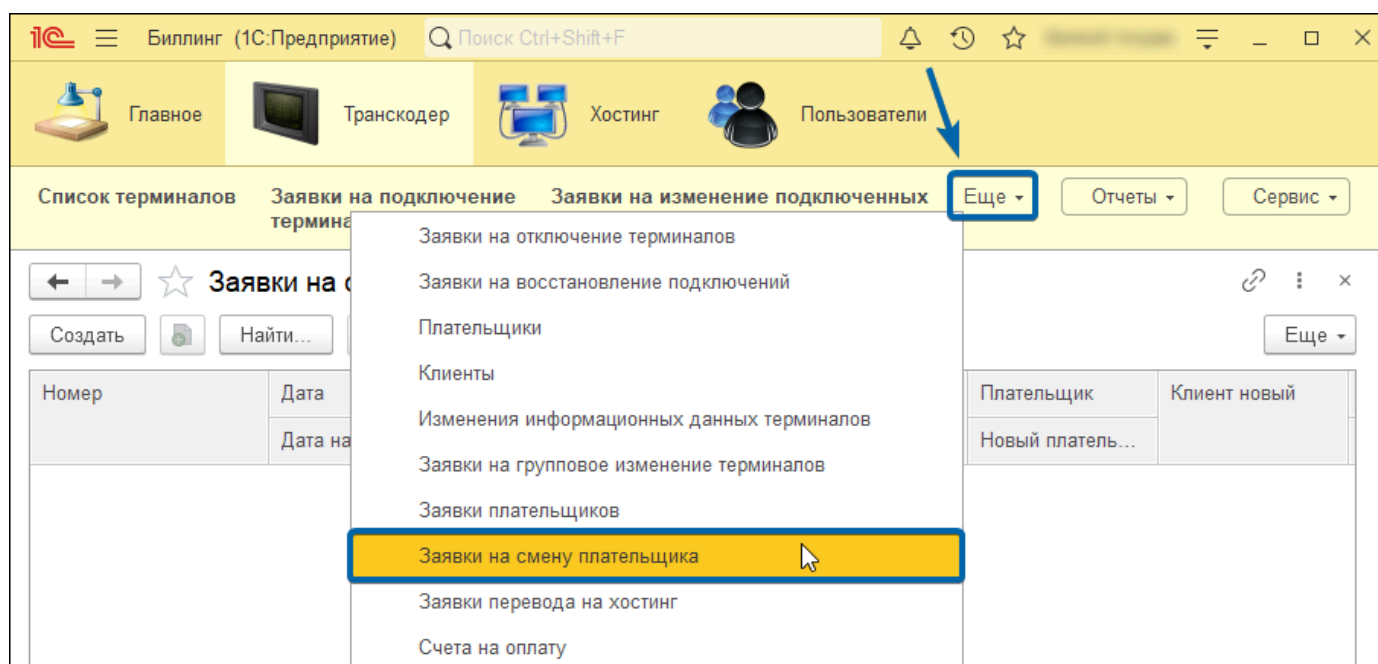 1С Биллинг (1С:Предприятие) Поиск Ctrl+Shift+F
Главное Транскодер Хостинг Пользователи
Список терминалов Заявки на подключение Заявки на изменение подключенных Еще Отчеты Сервис
термина
Заявки на отключение терминалов
Заявки на с
Заявки на восстановление подключений
Создать Найти... Плательщики Еще
Клиенты
Номер Дата Плательщик Клиент новый
Изменения информационных данных терминалов
Дата на Новый платель...
Заявки на групповое изменение терминалов
Заявки плательщиков
Заявки на смену плательщика
Заявки перевода на хостинг
Счета на оплату